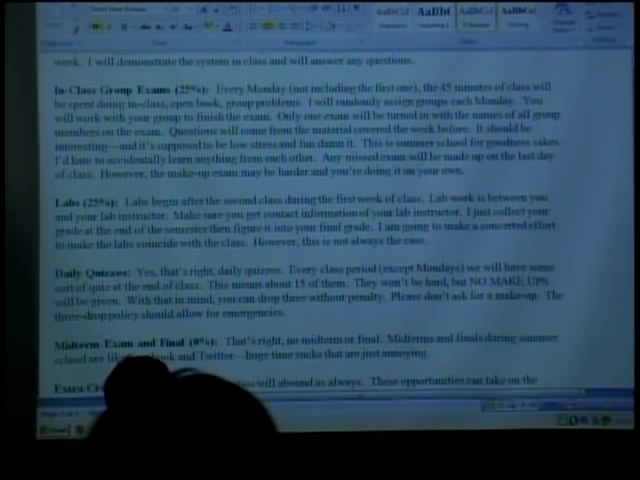 AaBbCcI AaBbC AaBbCcI AaBbCcI
week. I will demonstrate the system in class and will answer any questions.
In-Class Group Exams (25%): Every Monday (not including the first one), the 45 minutes of class will
be spent doing in-class, open book, group problems. I will randomly assign groups each Monday. You
will work with your group to finish the exam. Only one exam will be turned in with the names of all group
members on the exam. Questions will come from the material covered the week before. It should be
interesting—and it's supposed to be low stress and fun damn it. This is summer school for goodness sakes.
I'd hate to accidentally learn anything from each other. Any missed exam will be made up on the last day
of class. However, the make-up exam may be harder and you're doing it on your own.
Labs (25%): Labs begin after the second class during the first week of class. Lab work is between you
and your lab instructor. Make sure you get contact information of your lab instructor. I just collect your
grade at the end of the semester then figure it into your final grade. I am going to make a concerted effort
to make the labs coincide with the class. However, this is not always the case.
Daily Quizzes: Yes, that's right, daily quizzes. Every class period (except Mondays) we will have some
sort of quiz at the end of class. This means about 15 of them. They won't be hard, but NO MAKE UPS
will be given. With that in mind, you can drop three without penalty. Please don't ask for a make-up. The
three-drop policy should allow for emergencies.
Midterm Exam and Final (0%): That's right, no midterm or final. Midterms and finals during summer
school are like and Twitter—huge time sucks that are just annoying.
Extra will abound as always. These opportunities can take on the